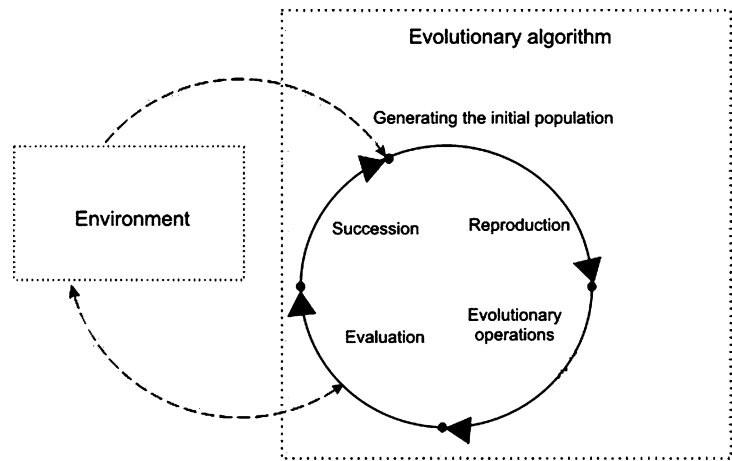 Evolutionary algorithm
Generating the initial population
Environment
Succession
Reproduction
Evaluation
Evolutionary
operations